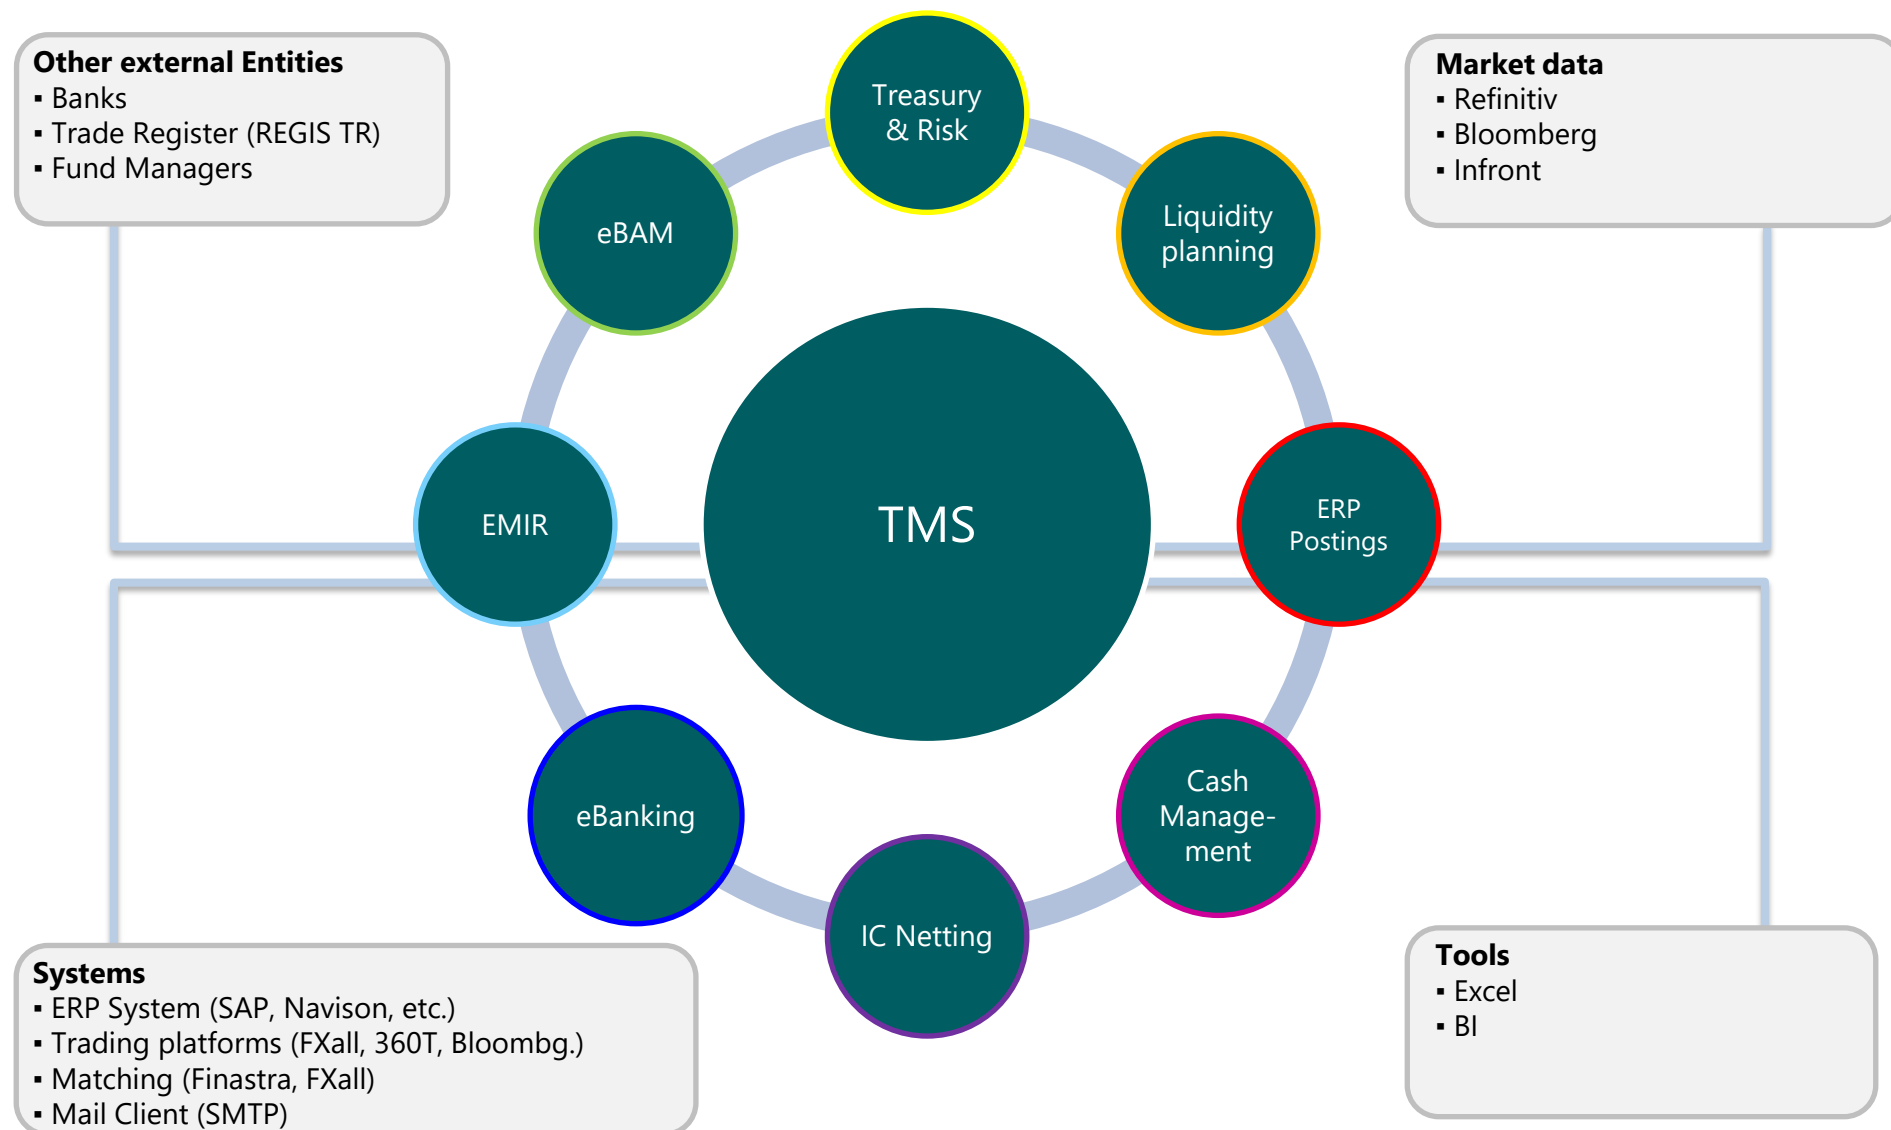 Other external Entities
▪ Banks
▪ Trade Register (REGIS TR)
▪ Fund Managers
Market data
▪ Refinitiv
▪ Bloomberg
▪ Infront
Treasury
& Risk
eBAM
Liquidity
planning
TMS
EMIR
ERP
Postings
eBanking
Cash
Manage-
ment
IC Netting
Systems
▪ ERP System (SAP, Navison, etc.)
▪ Trading platforms (FXall, 360T, Bloombg.)
▪ Matching (Finastra, FXall)
▪ Mail Client (SMTP)
Tools
▪ Excel
▪ BI